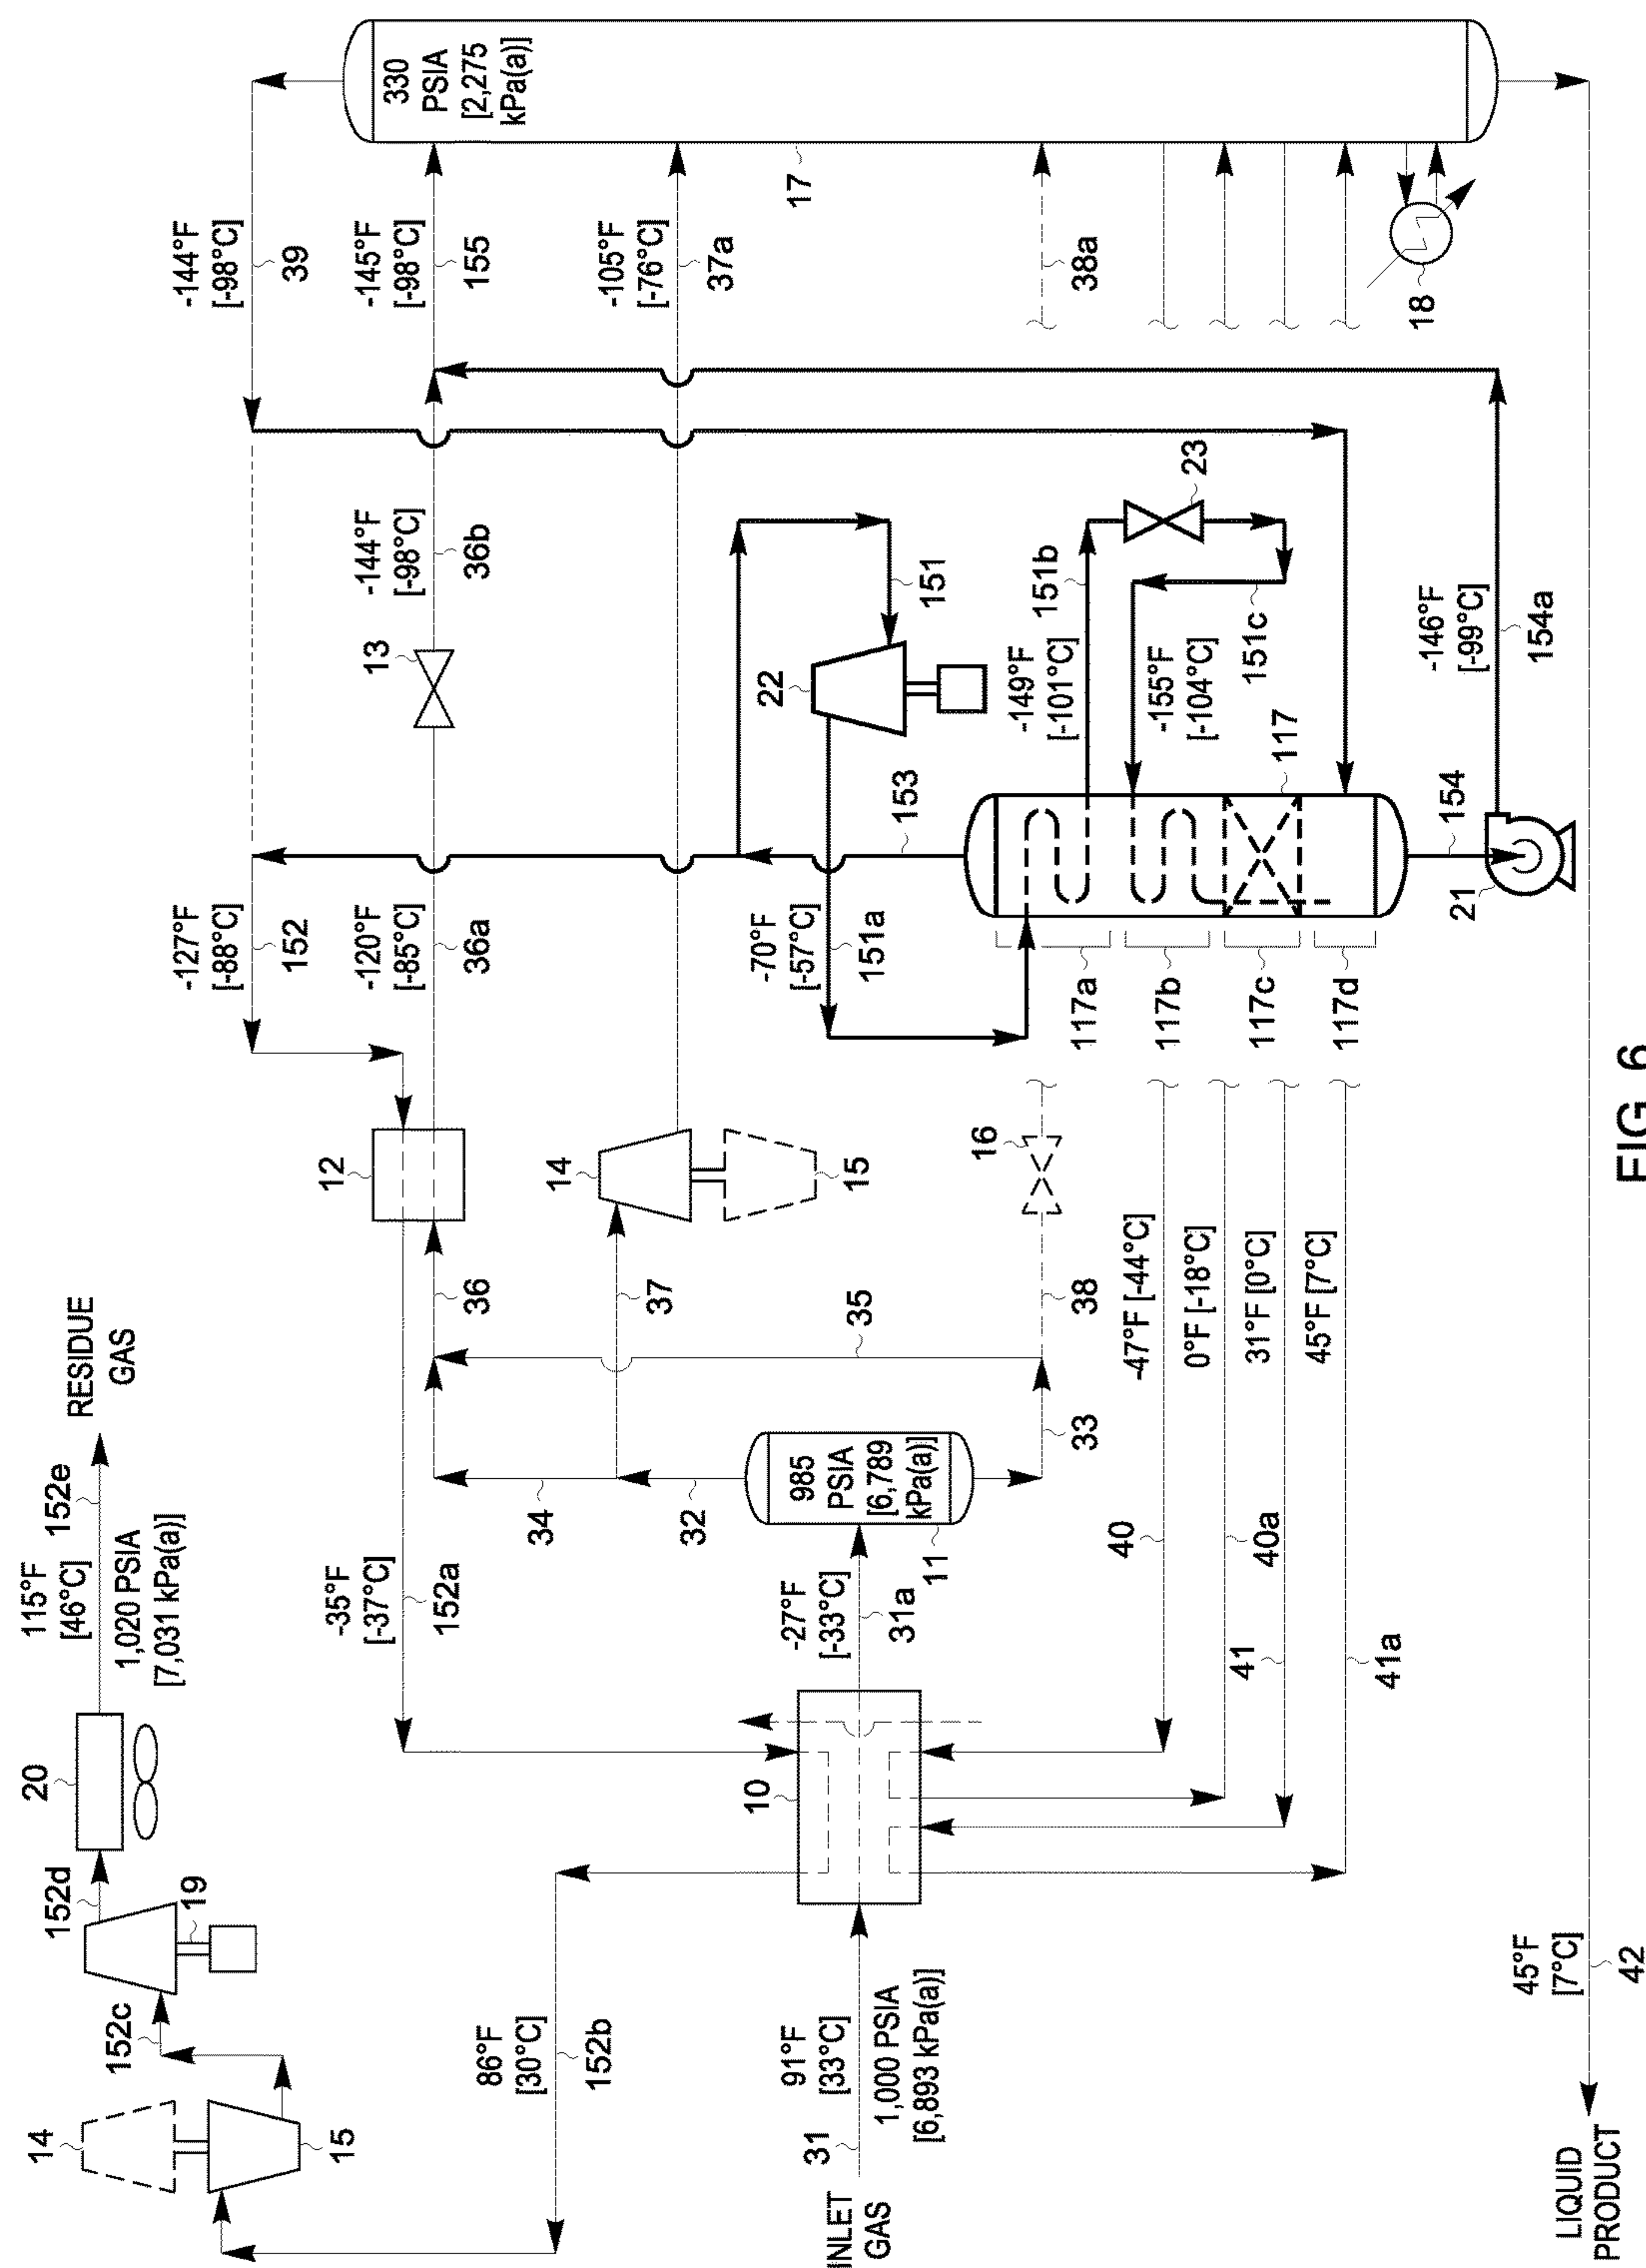 RESIDUE
GAS
115°F
[46°C]
152e
1,020 PSIA
[7,031 kPa(a)]
20
152d
19
152c
14
15
86°F
[30°C]
152b
-35°F
[-37°C]
152a
12
-127°F
[-88°C]
152
-120°F
[-85°C]
36a
13
-144°F
[-98°C]
36b
-144°F
[-98°C]
39
-145°F
[-98°C]
155
-105°F
[-76°C]
37a
330
PSIA
[2,275
kPa(a)]
17
36
37
34
32
35
14
15
INLET
GAS
31
91°F
[33°C]
1,000 PSIA
[6,893 kPa(a)]
10
-27°F
[-33°C]
31a
985
PSIA
[6,789
kPa(a)]
11
33
38
16
38a
-70°F
[-57°C]
151a
153
22
151
-149°F
[-101°C]
151b
23
-155°F
[-104°C]
151c
117
117a
117b
117c
117d
154
21
-146°F
[-99°C]
154a
40
-47°F [-44°C]
40a
0°F [-18°C]
41
31°F [0°C]
41a
45°F [7°C]
18
LIQUID
PRODUCT
45°F
[7°C]
42
FIG. 6